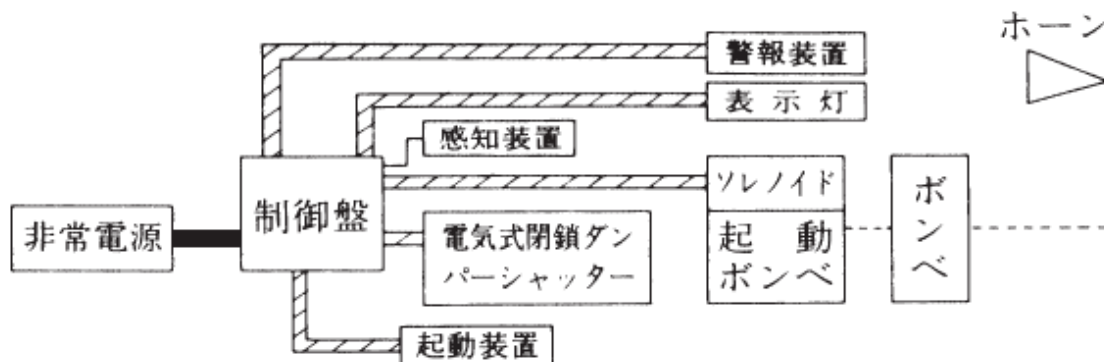 ホーン
警報装置
表示灯
感知装置
ソレノイド
ボンベ
制御盤
非常電源
電気式閉鎖ダン
パーシャッター
起動
ボンベ
起動装置